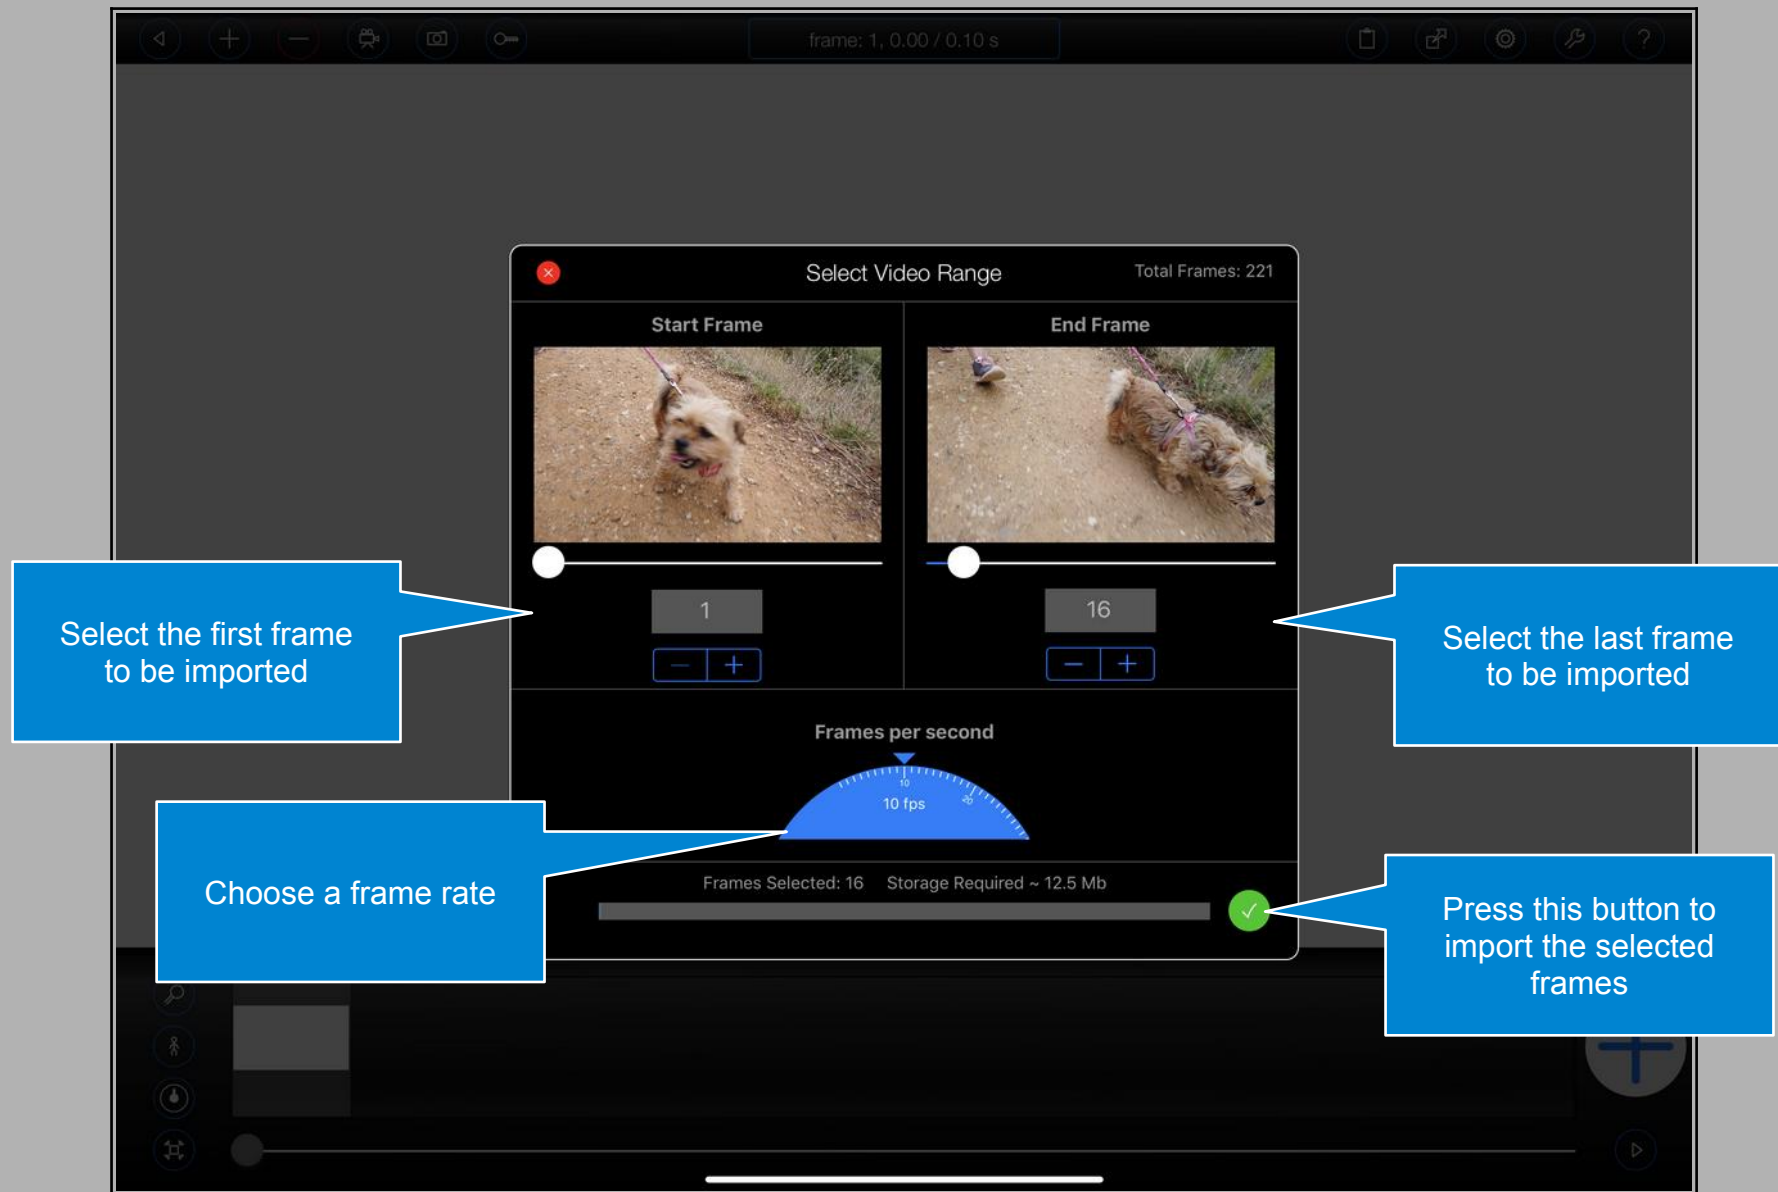 frame: 1, 0.00 / 0.10 s
?
Select Video Range
Total Frames: 221
Start Frame
End Frame
1
16
Select the first frame
to be imported
Select the last frame
to be imported
Frames per second
10
20
10 fps
Choose a frame rate
Frames Selected: 16 Storage Required ~ 12.5 Mb
Press this button to
import the selected
frames